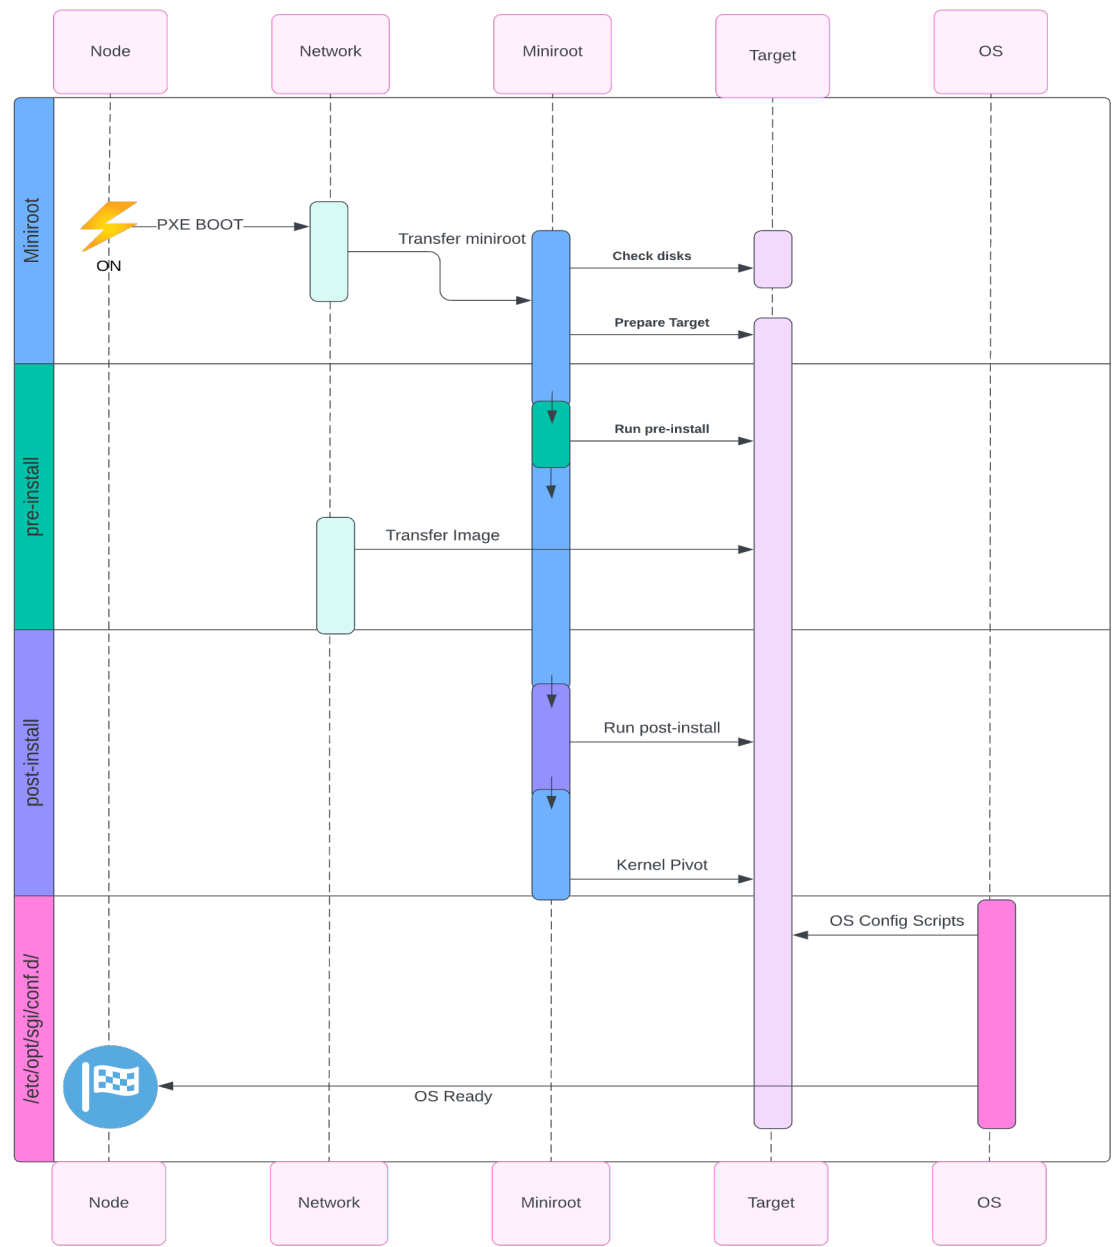 Node
Network
Miniroot
Target
OS
Miniroot
PXE BOOT
ON
Transfer miniroot
Check disks
Prepare Target
pre-install
Run pre-install
Transfer Image
post-install
Run post-install
Kernel Pivot
/etc/opt/sgi/conf.d/
OS Config Scripts
OS Ready
Node
Network
Miniroot
Target
OS